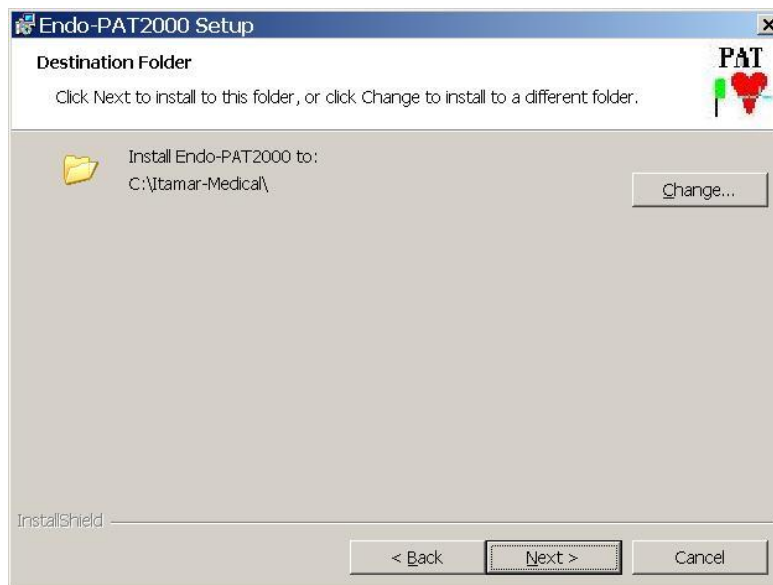 Endo-PAT2000 Setup
Destination Folder
Click Next to install to this folder, or click Change to install to a different folder.
PAT
Install Endo-PAT2000 to:
C:\Itamar-Medical\
Change...
InstallShield
< Back
Next >
Cancel